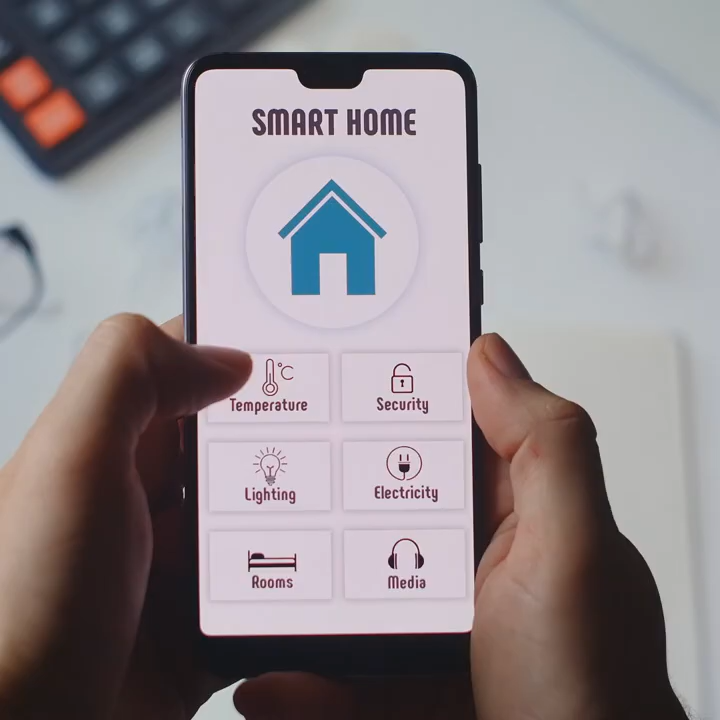 SMART HOME
°C
Temperature
Security
Lighting
Electricity
Rooms
Media